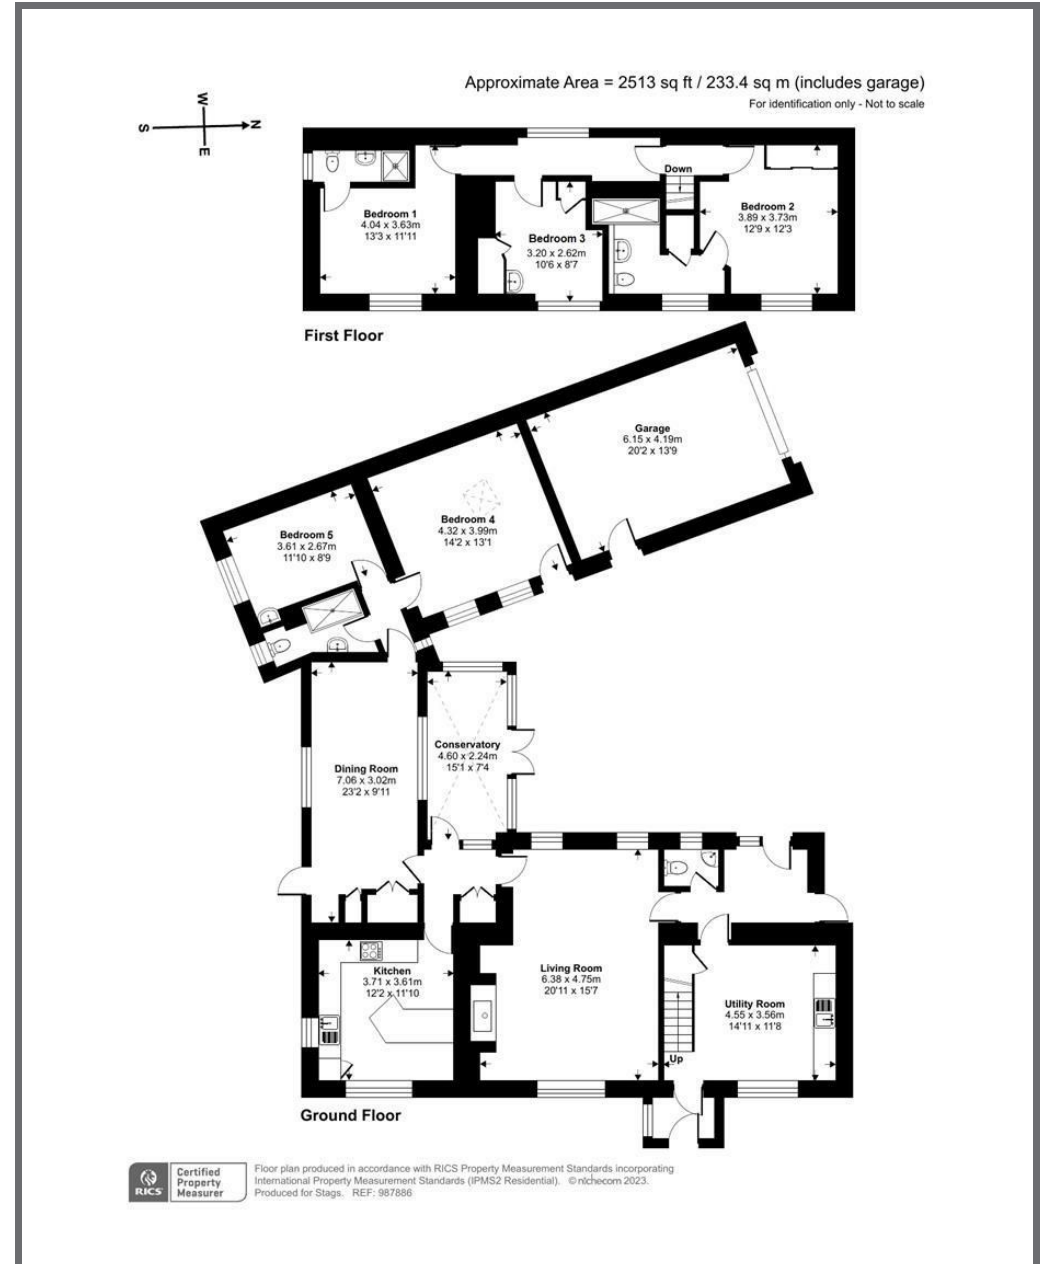 Approximate Area = 2513 sq ft / 233.4 sq m (includes garage)
For identification only - Not to scale
W
S
N
E
Down
Bedroom 1
4.04 x 3.63m
13'3 x 11'11
Bedroom 3
3.20 x 2.62m
10'6 x 8'7
Bedroom 2
3.89 x 3.73m
12'9 x 12'3
First Floor
Garage
6.15 x 4.19m
20'2 x 13'9
Bedroom 4
4.32 x 3.99m
14'2 x 13'1
Bedroom 5
3.61 x 2.67m
11'10 x 8'9
Conservatory
4.60 x 2.24m
15'1 x 7'4
Dining Room
7.06 x 3.02m
23'2 x 9'11
Kitchen
3.71 x 3.61m
12'2 x 11'10
Living Room
6.38 x 4.75m
20'11 x 15'7
Utility Room
4.55 x 3.56m
14'11 x 11'8
Up
Ground Floor
RICS
Certified
Property
Measurer
Floor plan produced in accordance with RICS Property Measurement Standards incorporating
International Property Measurement Standards (IPMS2 Residential). © nichecom 2023.
Produced for Stags. REF: 987886